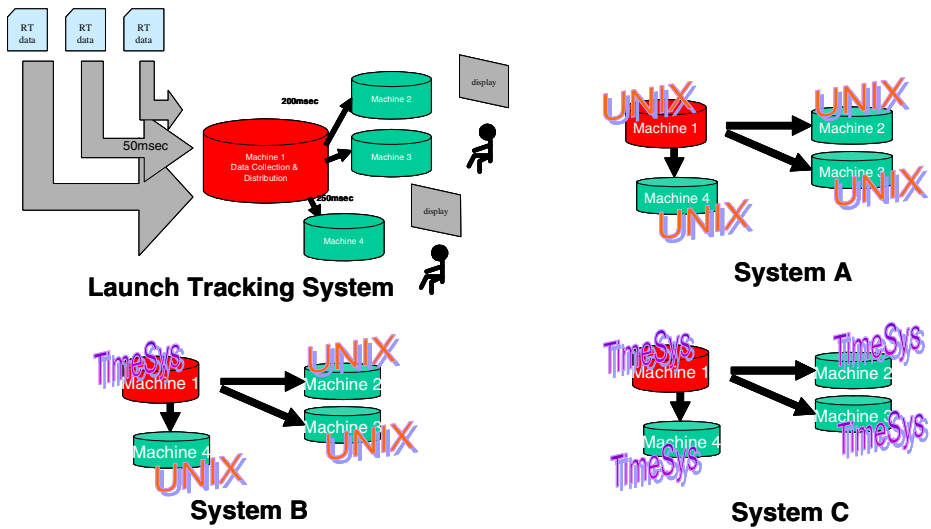 RT
data
RT
data
RT
data
50msec
200msec
Machine 2
display
Machine 1
Data Collection &
Distribution
Machine 3
250msec
Machine 4
display
Launch Tracking System
UNIX
Machine 1
UNIX
Machine 2
Machine 3
UNIX
Machine 4
UNIX
System A
TimeSys
Machine 1
UNIX
Machine 2
Machine 3
UNIX
Machine 4
UNIX
System B
TimeSys
Machine 1
TimeSys
Machine 2
Machine 3
TimeSys
Machine 4
TimeSys
System C